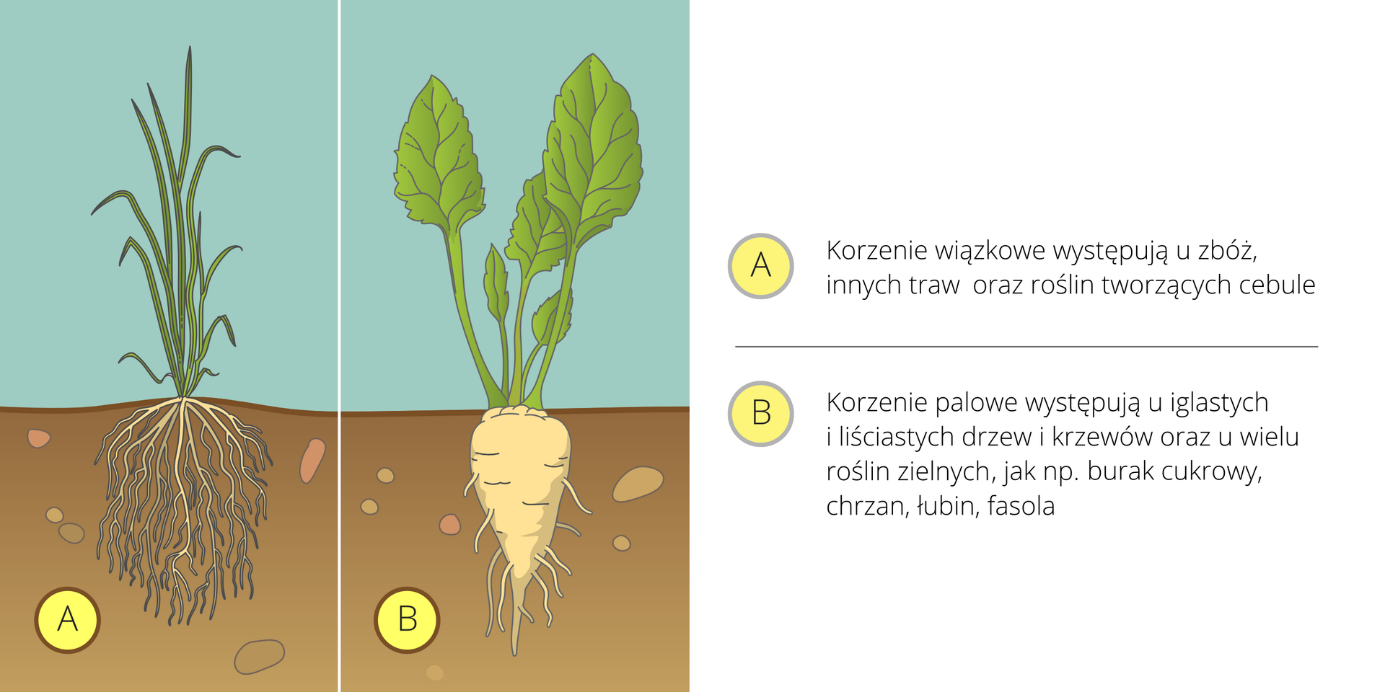 A
B
A
Korzenie wiązkowe występują u zbóż,
innych traw  oraz roślin tworzących cebule
B
Korzenie palowe występują u iglastych
i liściastych drzew i krzewów oraz u wielu
roślin zielnych, jak np. burak cukrowy,
chrzan, łubin, fasola